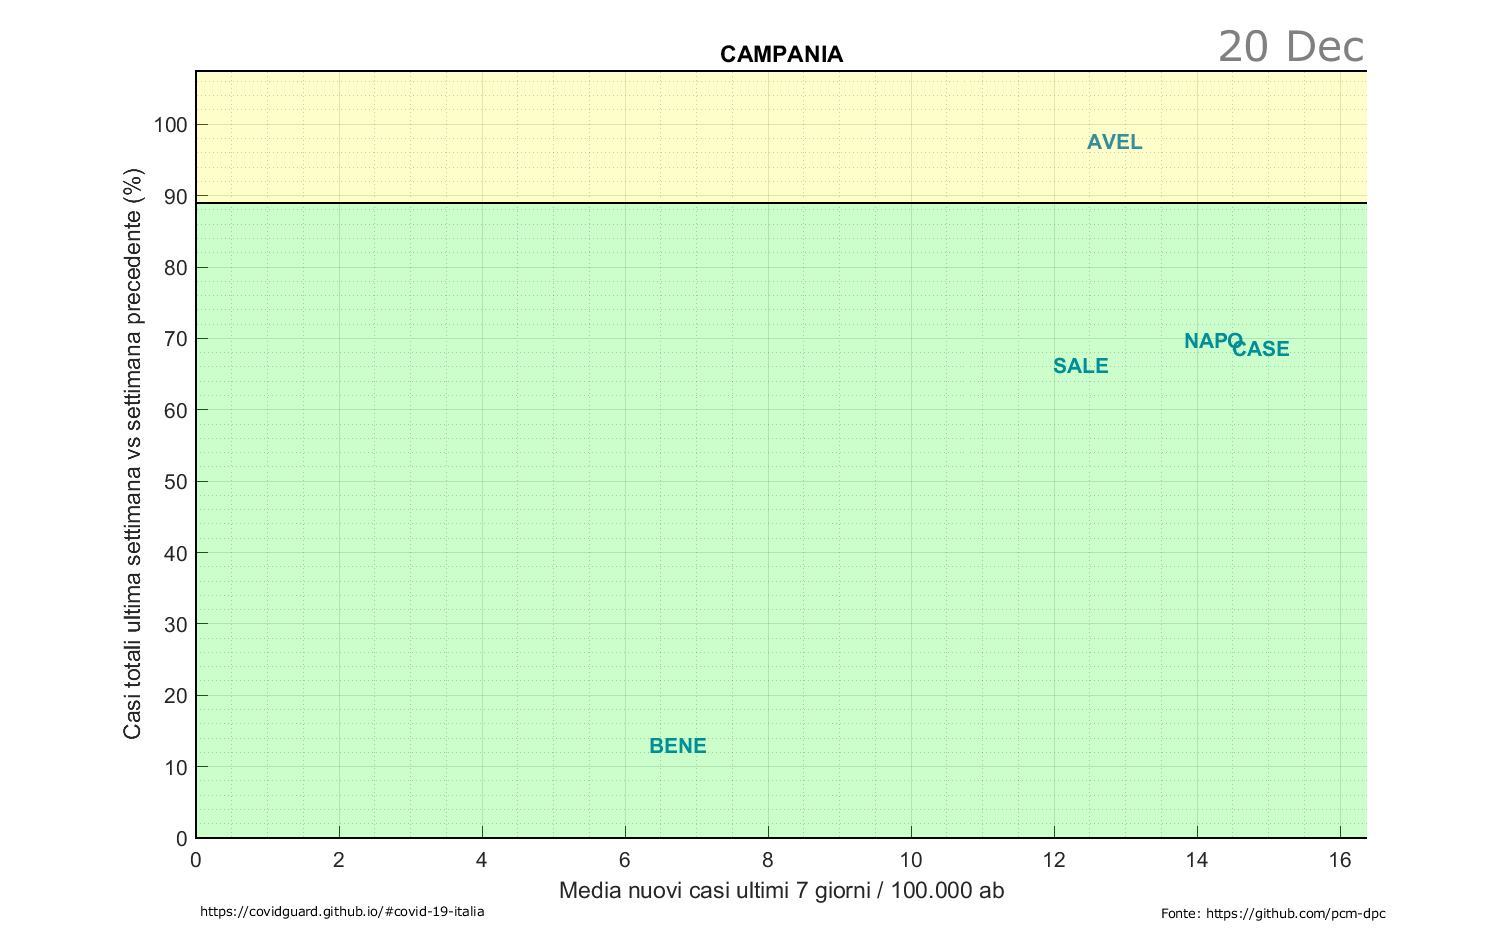 20 Dec
CAMPANIA
Casi totali ultima settimana vs settimana precedente (%)
100
90
80
70
60
50
40
30
20
10
0
AVEL
NAPO
CASE
SALE
BENE
0 2 4 6 8 10 12 14 16
Media nuovi casi ultimi 7 giorni / 100.000 ab
https://covidguard.github.io/#covid-19-italia
Fonte: https://github.com/pcm-dpc